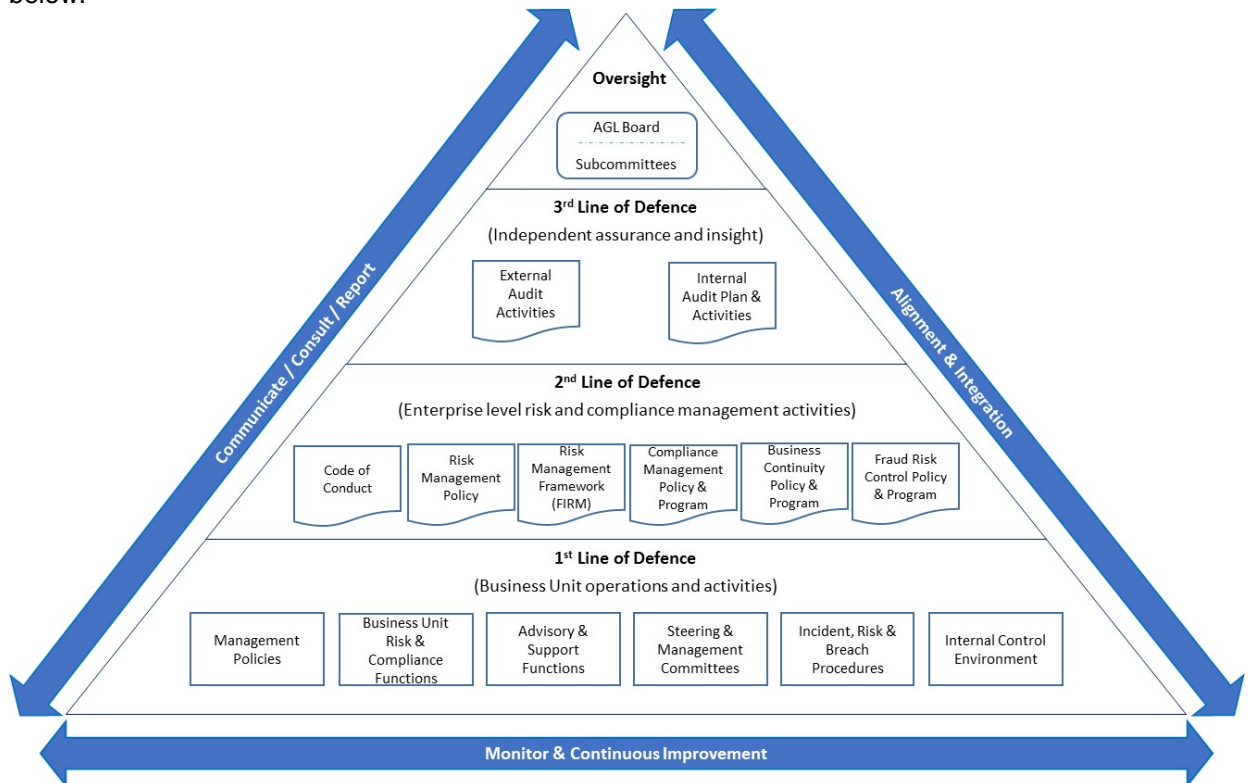 below.
Oversight
AGL Board
Subcommittees
3rd Line of Defence
(Independent assurance and insight)
External
Audit
Activities
Internal
Audit Plan &
Activities
2nd Line of Defence
(Enterprise level risk and compliance management activities)
Code of
Conduct
Risk
Management
Policy
Risk
Management
Framework
(FIRM)
Compliance
Management
Policy &
Program
Business
Continuity
Policy &
Program
Fraud Risk
Control Policy
& Program
1st Line of Defence
(Business Unit operations and activities)
Management
Policies
Business Unit
Risk &
Compliance
Functions
Advisory &
Support
Functions
Steering &
Management
Committees
Incident, Risk &
Breach
Procedures
Internal Control
Environment
Communicate / Consult / Report
Alignment & Integration
Monitor & Continuous Improvement